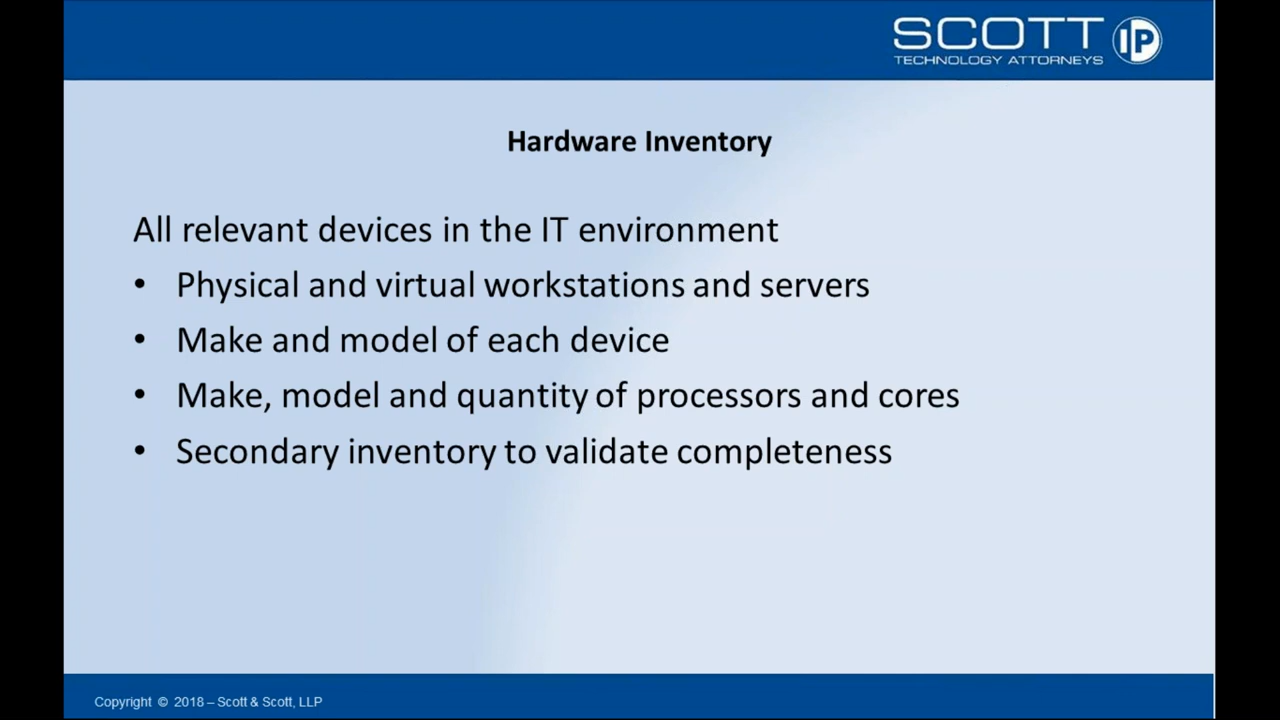 SCOTT
TECHNOLOGY ATTORNEYS
IP
Hardware Inventory
All relevant devices in the IT environment
• Physical and virtual workstations and servers
• Make and model of each device
• Make, model and quantity of processors and cores
• Secondary inventory to validate completeness
Copyright © 2018 – Scott & Scott, LLP